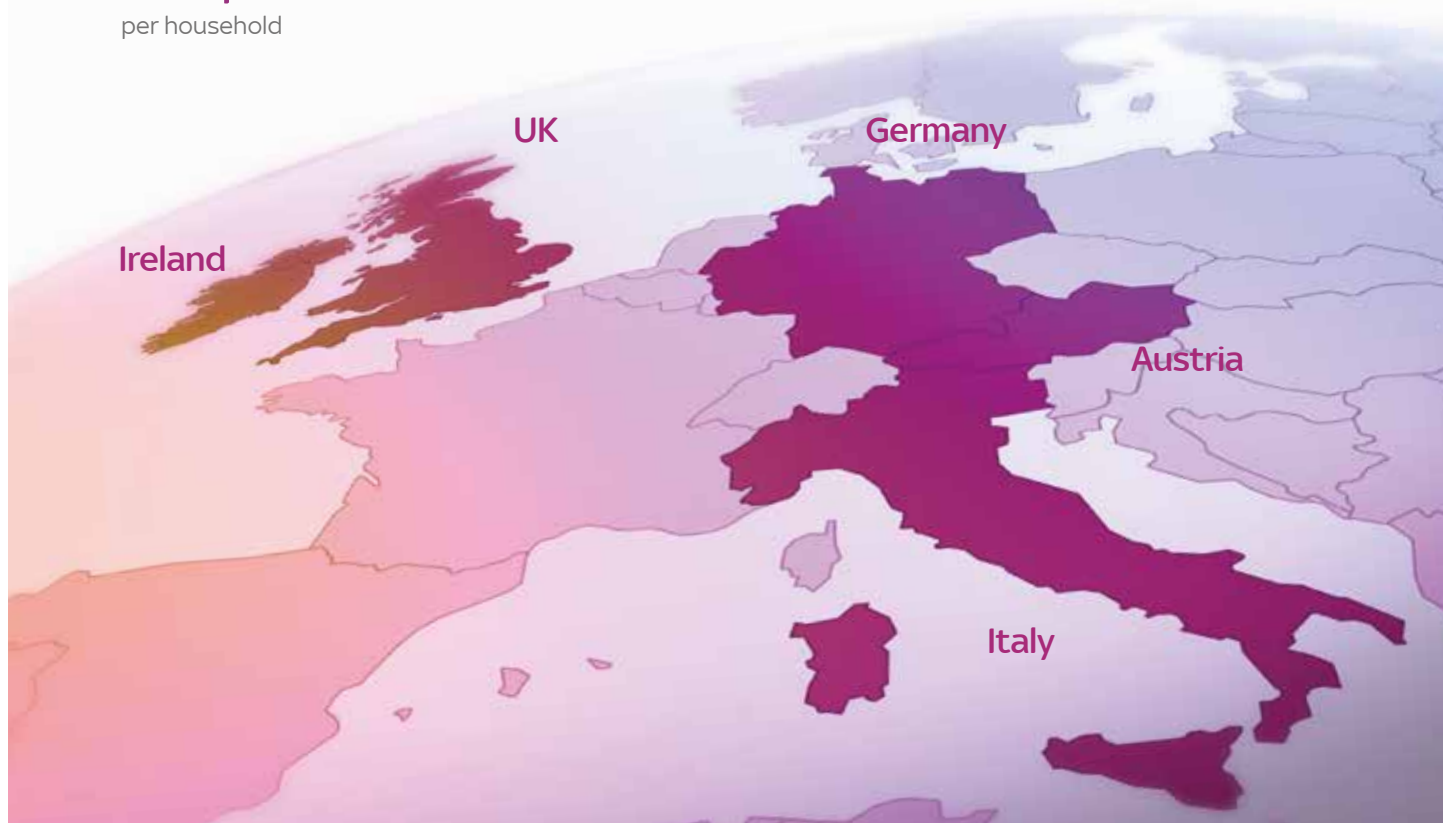 per household
UK
Germany
Ireland
Austria
Italy